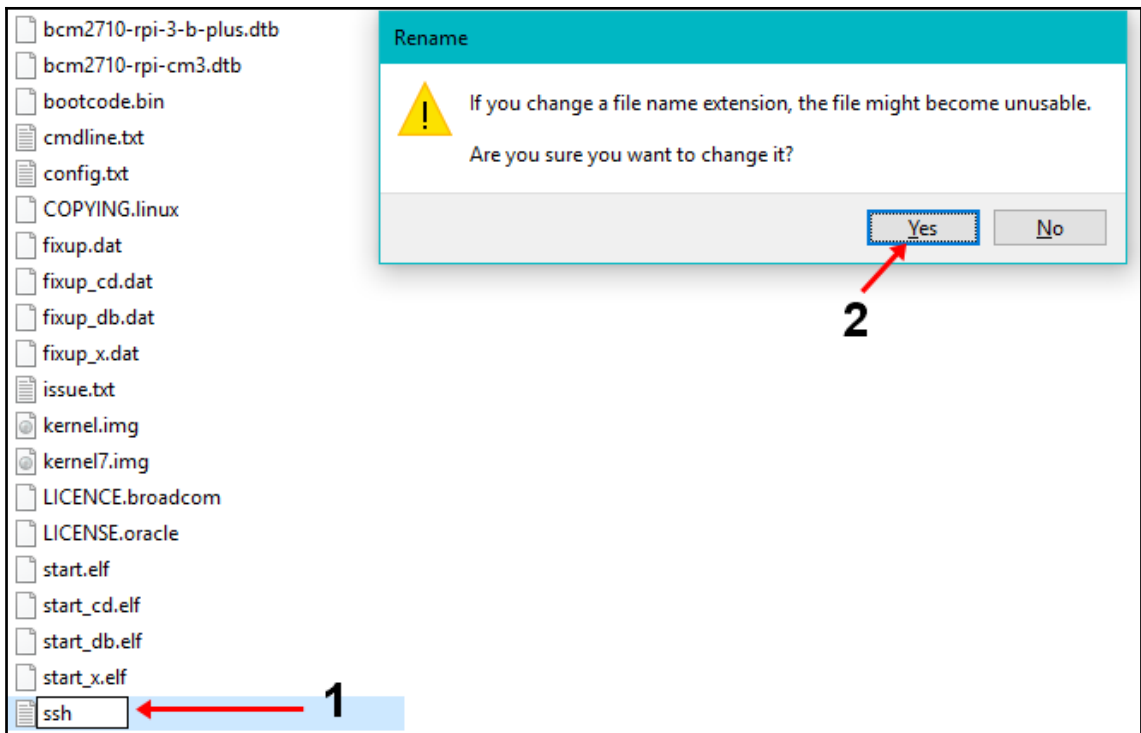 bcm2710-rpi-3-b-plus.dtb
bcm2710-rpi-cm3.dtb
bootcode.bin
cmdline.txt
config.txt
COPYING.linux
fixup.dat
fixup_cd.dat
fixup_db.dat
fixup_x.dat
issue.txt
kernel.img
kernel7.img
LICENCE.broadcom
LICENSE.oracle
start.elf
start_cd.elf
start_db.elf
start_x.elf
ssh
1
Rename
If you change a file name extension, the file might become unusable.
Are you sure you want to change it?
Yes No
2